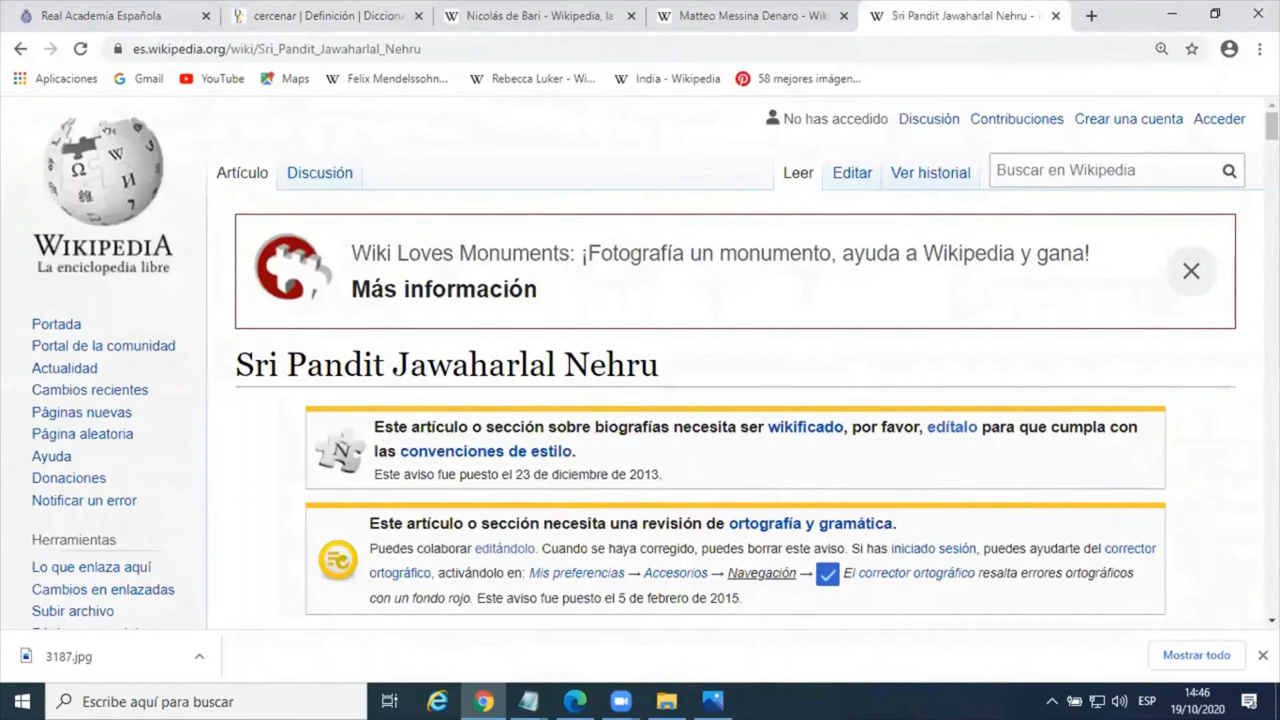 Real Academia Española
cercenar | Definición | Dicciona
Nicolás de Bari - Wikipedia, la
Matteo Messina Denaro - Wiki
Sri Pandit Jawaharlal Nehru -
es.wikipedia.org/wiki/Sri_Pandit_Jawaharlal_Nehru
Aplicaciones
Gmail
YouTube
Maps
Felix Mendelssohn...
Rebecca Luker - Wi...
India - Wikipedia
58 mejores imágen...
No has accedido Discusión Contribuciones Crear una cuenta Acceder
Artículo Discusión Leer Editar Ver historial Buscar en Wikipedia
WIKIPEDIA
La enciclopedia libre
Wiki Loves Monuments: ¡Fotografía un monumento, ayuda a Wikipedia y gana!
Más información
Portada
Portal de la comunidad
Actualidad
Cambios recientes
Páginas nuevas
Página aleatoria
Ayuda
Donaciones
Notificar un error
Herramientas
Lo que enlaza aquí
Cambios en enlazadas
Subir archivo
Sri Pandit Jawaharlal Nehru
Este artículo o sección sobre biografías necesita ser wikificado, por favor, edítalo para que cumpla con
las convenciones de estilo.
Este aviso fue puesto el 23 de diciembre de 2013.
Este artículo o sección necesita una revisión de ortografía y gramática.
Puedes colaborar editándolo. Cuando se haya corregido, puedes borrar este aviso. Si has iniciado sesión, puedes ayudarte del corrector
ortográfico, activándolo en: Mis preferencias → Accesorios → Navegación → El corrector ortográfico resalta errores ortográficos
con un fondo rojo. Este aviso fue puesto el 5 de febrero de 2015.
3187.jpg
Mostrar todo
Escribe aquí para buscar
ESP
14:46
19/10/2020